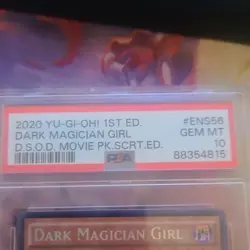 2020 YU-GI-OH! 1ST ED. #ENS56
DARK MAGICIAN GIRL GEM MT
D.S.O.D. MOVIE PK.SCRT.ED. 10
PSA 88354815
DARK MAGICIAN GIRL